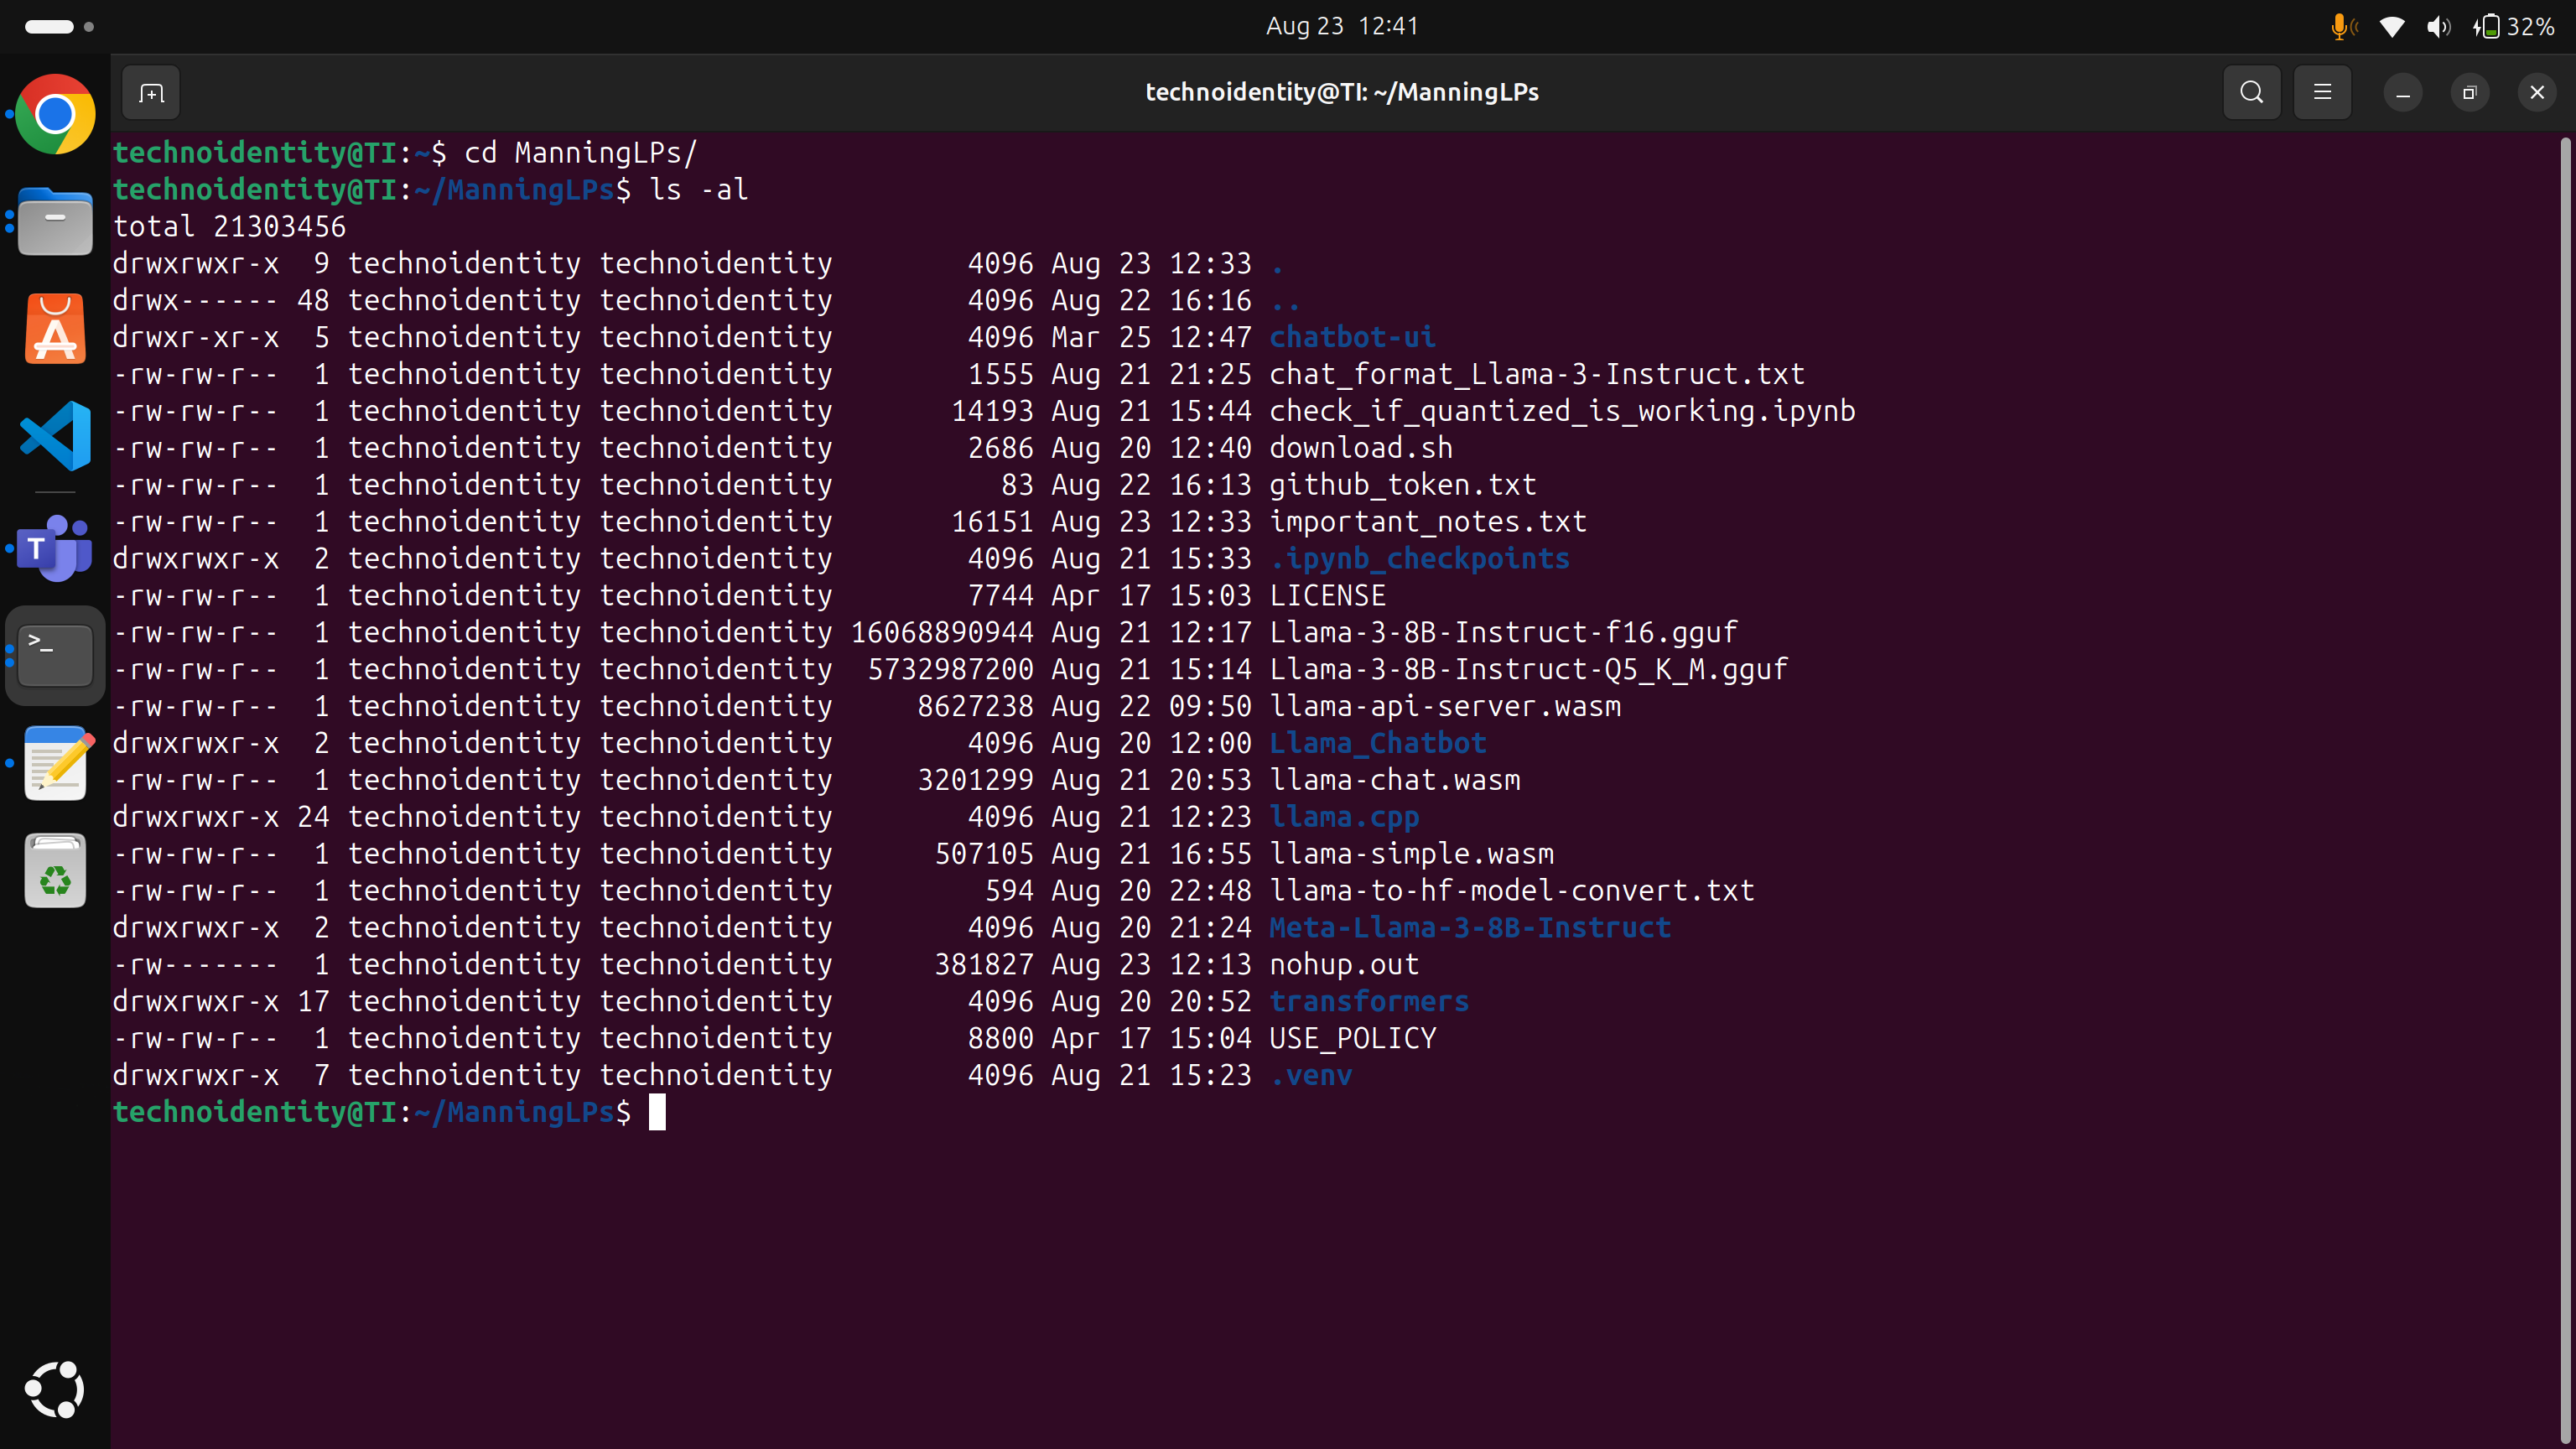 Aug 23 12:41
32%
technoidentity@TI: ~/ManningLPs
technoidentity@TI:~$ cd ManningLPs/
technoidentity@TI:~/ManningLPs$ ls -al
total 21303456
drwxrwxr-x  9 technoidentity technoidentity        4096 Aug 23 12:33 .
drwx------ 48 technoidentity technoidentity        4096 Aug 22 16:16 ..
drwxr-xr-x  5 technoidentity technoidentity        4096 Mar 25 12:47 chatbot-ui
-rw-rw-r--  1 technoidentity technoidentity        1555 Aug 21 21:25 chat_format_Llama-3-Instruct.txt
-rw-rw-r--  1 technoidentity technoidentity       14193 Aug 21 15:44 check_if_quantized_is_working.ipynb
-rw-rw-r--  1 technoidentity technoidentity        2686 Aug 20 12:40 download.sh
-rw-rw-r--  1 technoidentity technoidentity          83 Aug 22 16:13 github_token.txt
-rw-rw-r--  1 technoidentity technoidentity       16151 Aug 23 12:33 important_notes.txt
drwxrwxr-x  2 technoidentity technoidentity        4096 Aug 21 15:33 .ipynb_checkpoints
-rw-rw-r--  1 technoidentity technoidentity        7744 Apr 17 15:03 LICENSE
-rw-rw-r--  1 technoidentity technoidentity 16068890944 Aug 21 12:17 Llama-3-8B-Instruct-f16.gguf
-rw-rw-r--  1 technoidentity technoidentity  5732987200 Aug 21 15:14 Llama-3-8B-Instruct-Q5_K_M.gguf
-rw-rw-r--  1 technoidentity technoidentity     8627238 Aug 22 09:50 llama-api-server.wasm
drwxrwxr-x  2 technoidentity technoidentity        4096 Aug 20 12:00 Llama_Chatbot
-rw-rw-r--  1 technoidentity technoidentity     3201299 Aug 21 20:53 llama-chat.wasm
drwxrwxr-x 24 technoidentity technoidentity        4096 Aug 21 12:23 llama.cpp
-rw-rw-r--  1 technoidentity technoidentity      507105 Aug 21 16:55 llama-simple.wasm
-rw-rw-r--  1 technoidentity technoidentity         594 Aug 20 22:48 llama-to-hf-model-convert.txt
drwxrwxr-x  2 technoidentity technoidentity        4096 Aug 20 21:24 Meta-Llama-3-8B-Instruct
-rw-------  1 technoidentity technoidentity      381827 Aug 23 12:13 nohup.out
drwxrwxr-x 17 technoidentity technoidentity        4096 Aug 20 20:52 transformers
-rw-rw-r--  1 technoidentity technoidentity        8800 Apr 17 15:04 USE_POLICY
drwxrwxr-x  7 technoidentity technoidentity        4096 Aug 21 15:23 .venv
technoidentity@TI:~/ManningLPs$